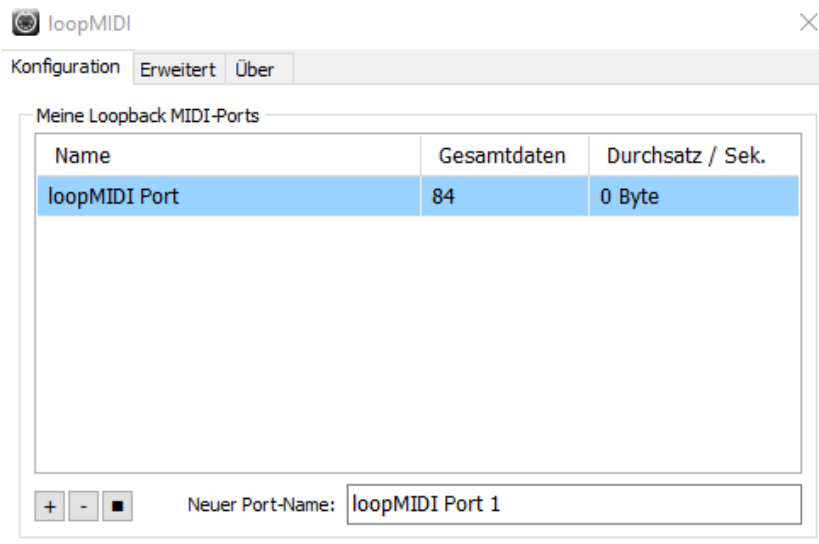 loopMIDI
Konfiguration Erweitert Über
Meine Loopback MIDI-Ports
Name Gesamtdaten Durchsatz / Sek.
loopMIDI Port 84 0 Byte
+ - ■ Neuer Port-Name: loopMIDI Port 1